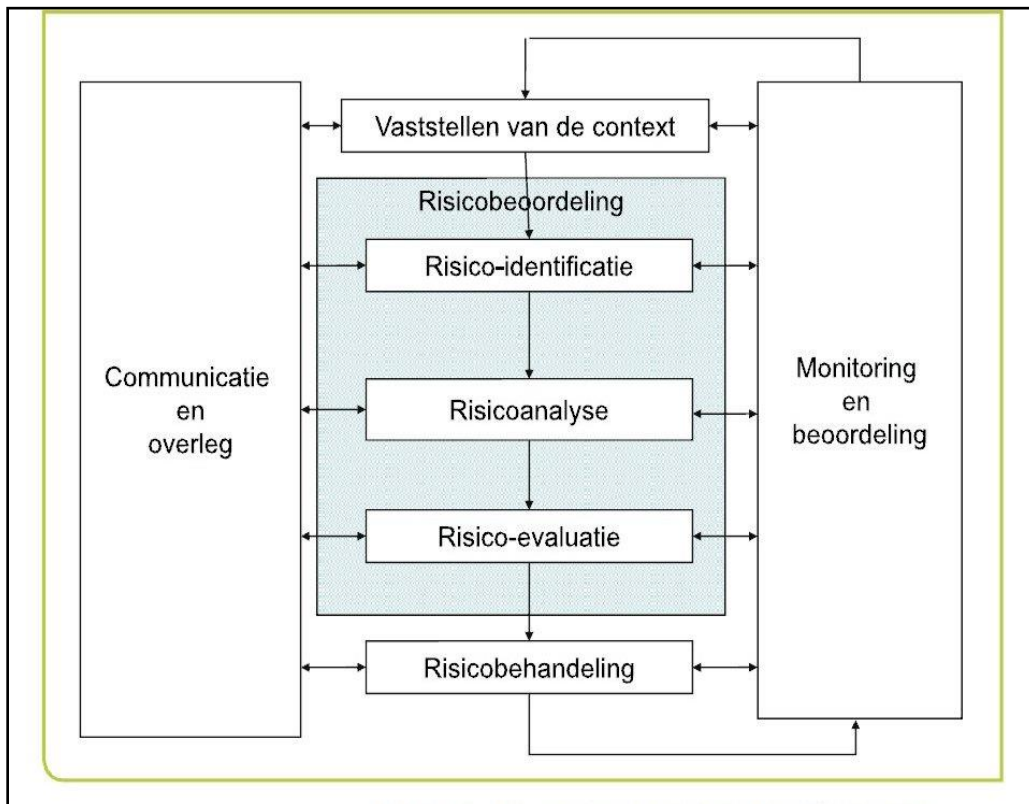 Vaststellen van de context
Risicobeoordeling
Risico-identificatie
Communicatie
en
overleg
Risicoanalyse
Monitoring
en
beoordeling
Risico-evaluatie
Risicobehandeling